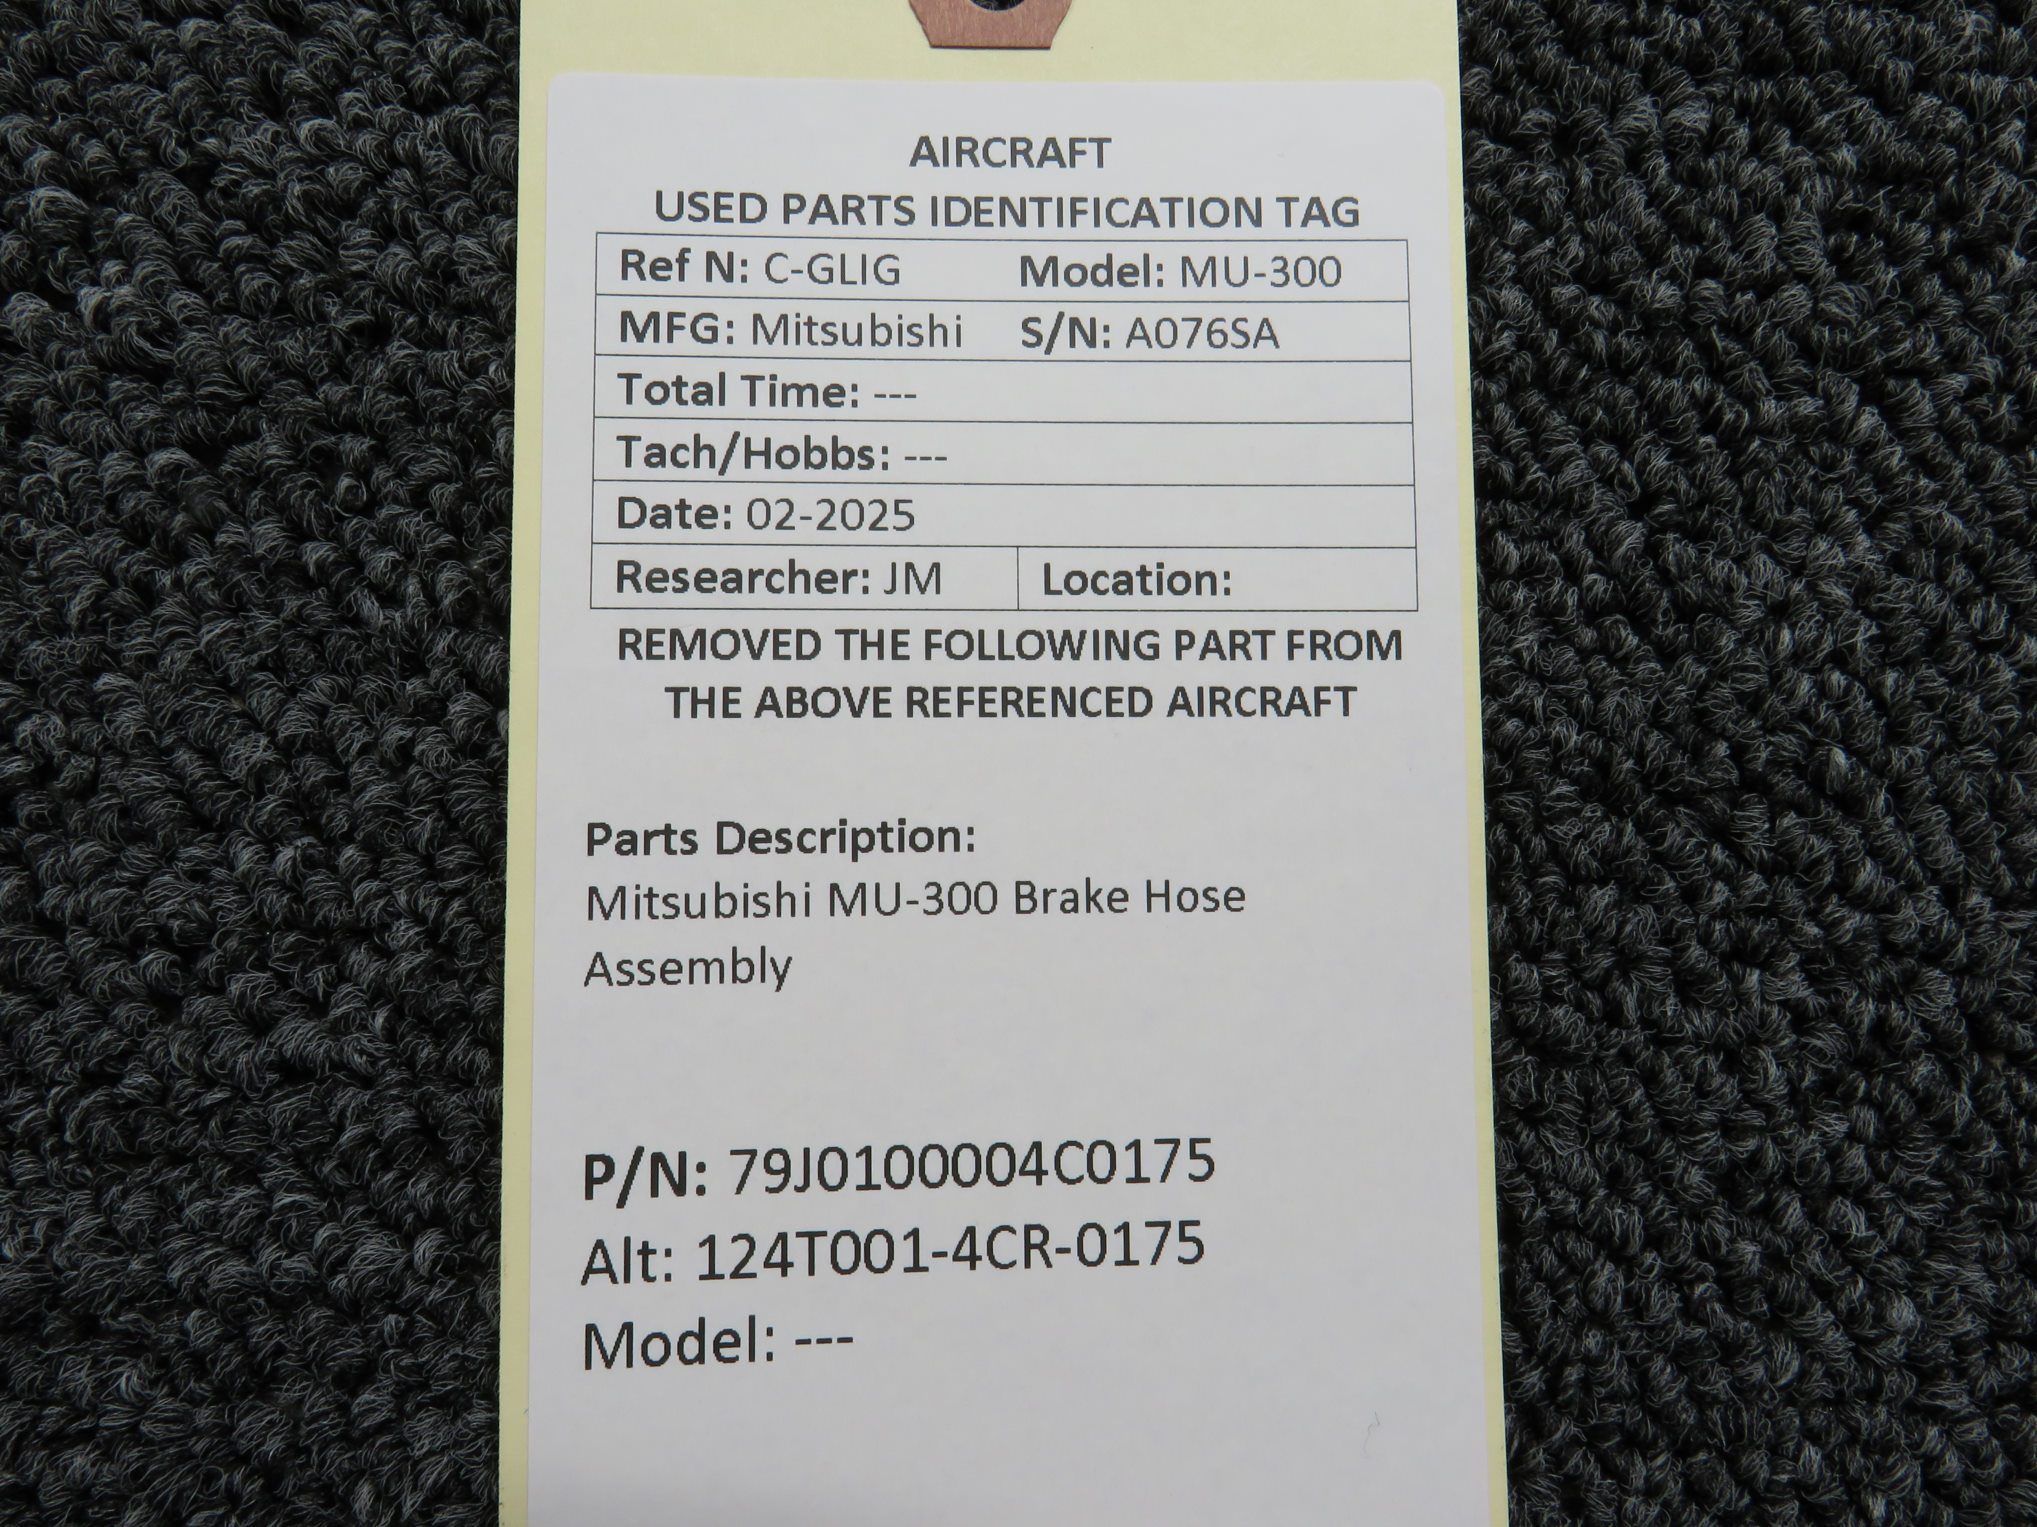 AIRCRAFT
USED PARTS IDENTIFICATION TAG
Ref N: C-GLIG Model: MU-300
MFG: Mitsubishi S/N: A076SA
Total Time: ---
Tach/Hobbs: ---
Date: 02-2025
Researcher: JM Location:
REMOVED THE FOLLOWING PART FROM
THE ABOVE REFERENCED AIRCRAFT
Parts Description:
Mitsubishi MU-300 Brake Hose
Assembly
P/N: 79J0100004C0175
Alt: 124T001-4CR-0175
Model: ---